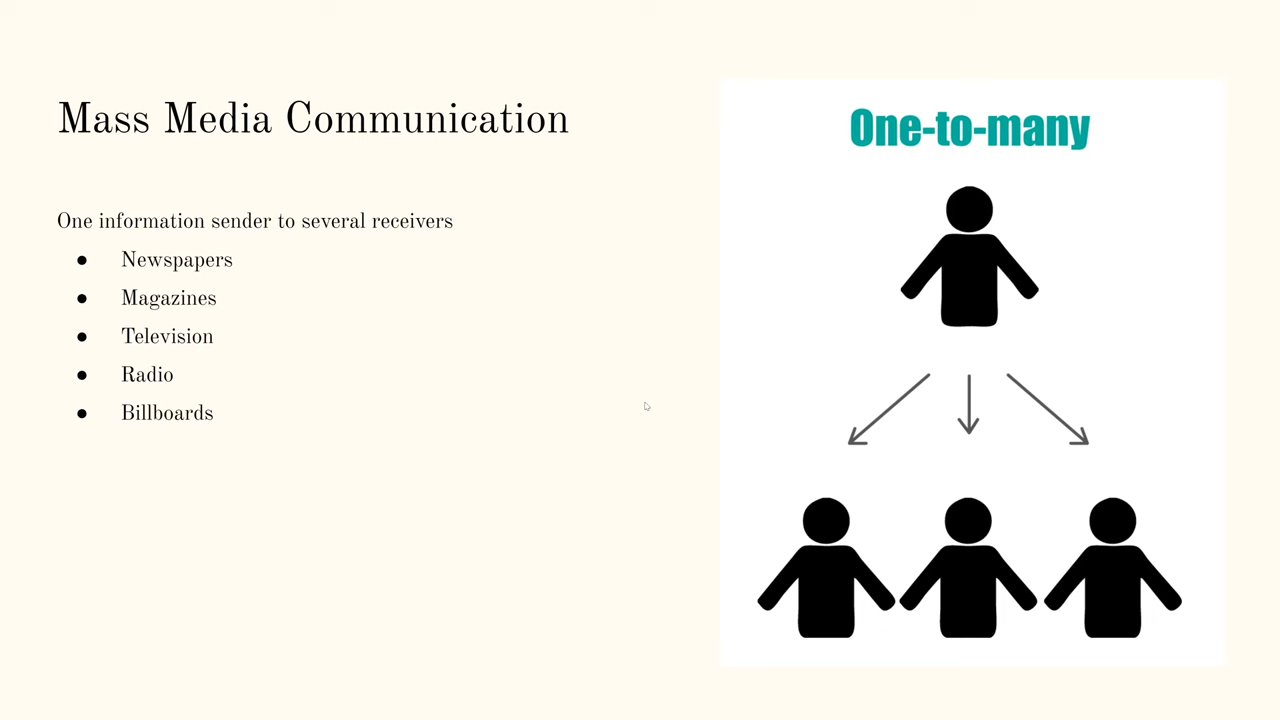 Mass Media Communication
One information sender to several receivers
● Newspapers
● Magazines
● Television
● Radio
● Billboards
One-to-many